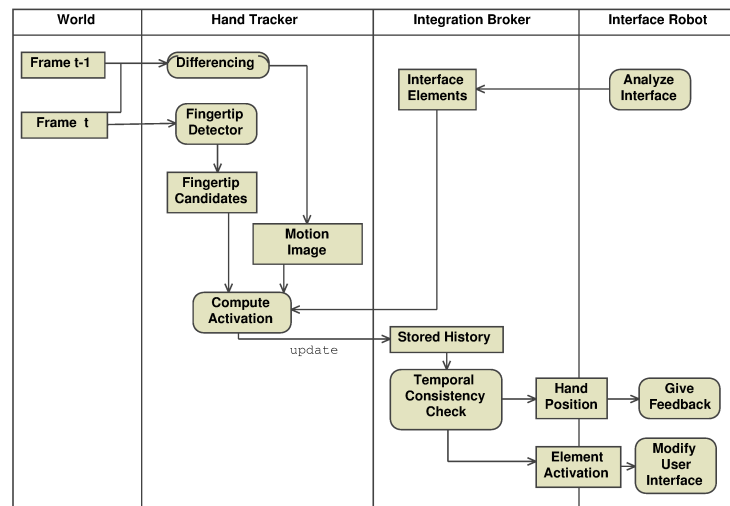 World
Hand Tracker
Integration Broker
Interface Robot
Frame t-1
Differencing
Interface
Elements
Analyze
Interface
Frame t
Fingertip
Detector
Fingertip
Candidates
Motion
Image
Compute
Activation
update
Stored History
Temporal
Consistency
Check
Hand
Position
Give
Feedback
Element
Activation
Modify
User
Interface